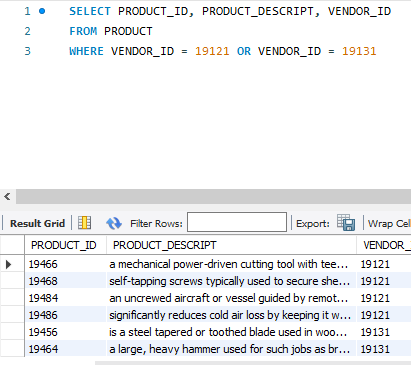 1 SELECT PRODUCT_ID, PRODUCT_DESCRIPT, VENDOR_ID
2 FROM PRODUCT
3 WHERE VENDOR_ID = 19121 OR VENDOR_ID = 19131
Result Grid Filter Rows: Export: Wrap Cel
PRODUCT_ID PRODUCT_DESCRIPT VENDOR_
19466 a mechanical power-driven cutting tool with tee... 19121
19468 self-tapping screws typically used to secure she... 19121
19484 an uncrewed aircraft or vessel guided by remot... 19121
19486 significantly reduces cold air loss by keeping it w... 19121
19456 is a steel tapered or toothed blade used in woo... 19131
19464 a large, heavy hammer used for such jobs as br... 19131